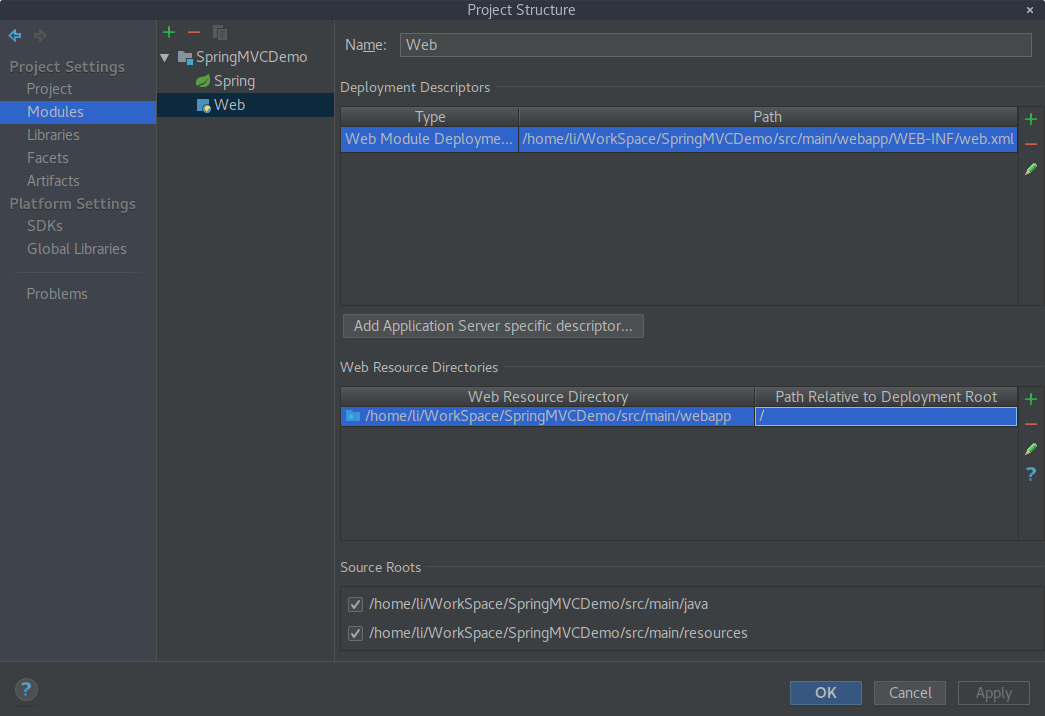 Project Structure
×
Project Settings
Project
Modules
Libraries
Facets
Artifacts
Platform Settings
SDKs
Global Libraries
Problems
SpringMVCDemo
Spring
Web
Name: Web
Deployment Descriptors
Type Path
Web Module Deployme... /home/li/WorkSpace/SpringMVCDemo/src/main/webapp/WEB-INF/web.xml
Add Application Server specific descriptor...
Web Resource Directories
Web Resource Directory Path Relative to Deployment Root
/home/li/WorkSpace/SpringMVCDemo/src/main/webapp /
?
Source Roots
/home/li/WorkSpace/SpringMVCDemo/src/main/java
/home/li/WorkSpace/SpringMVCDemo/src/main/resources
?
OK Cancel Apply